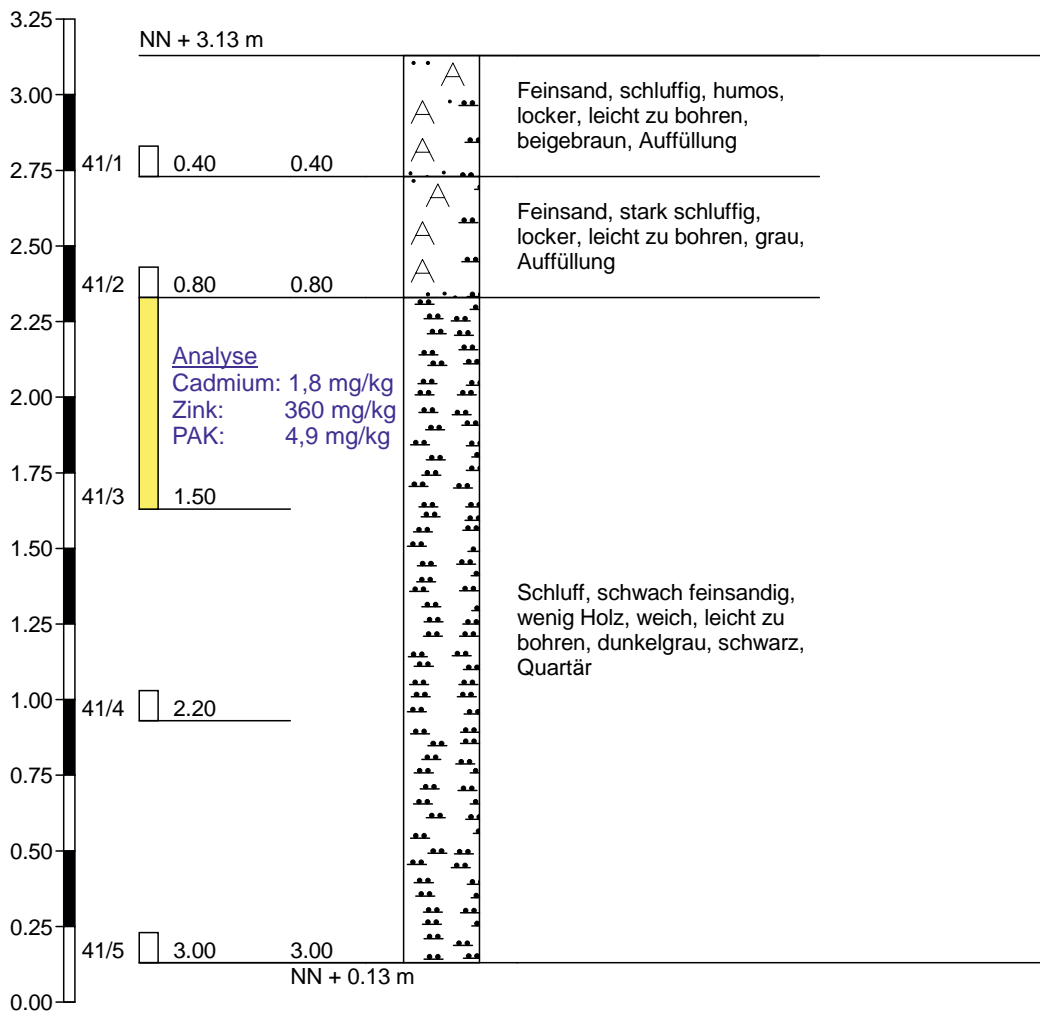 3.25
NN + 3.13 m
Feinsand, schluffig, humos,
3.00
locker, leicht zu bohren,
beigebraun, Auffüllung
2.75
41/1 0.40 0.40
Feinsand, stark schluffig,
2.50
locker, leicht zu bohren, grau,
Auffüllung
41/2 0.80 0.80
2.25
Analyse
Cadmium: 1,8 mg/kg
2.00
Zink: 360 mg/kg
PAK: 4,9 mg/kg
1.75
41/3 1.50
1.50
Schluff, schwach feinsandig,
wenig Holz, weich, leicht zu
1.25
bohren, dunkelgrau, schwarz,
Quartär
1.00
41/4 2.20
0.75
0.50
0.25
41/5 3.00 3.00
NN + 0.13 m
0.00